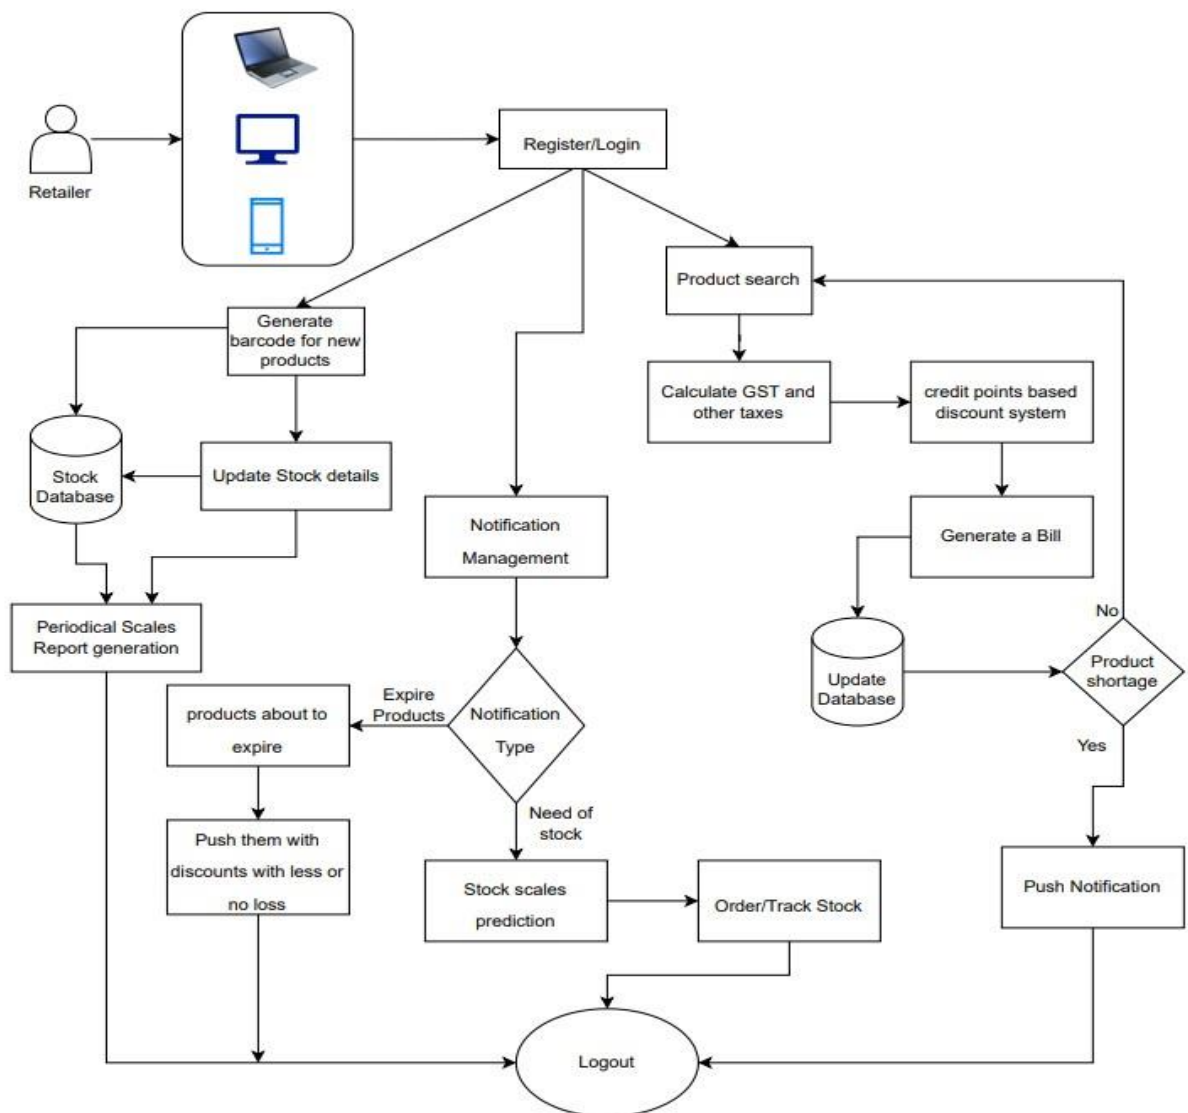 Retailer
Register/Login
Product search
Generate
barcode for new
products
Calculate GST and
other taxes
credit points based
discount system
Stock
Database
Update Stock details
Notification
Management
Generate a Bill
Periodical Scales
Report generation
No
Product
shortage
Update
Database
Yes
Expire
Products
Notification
Type
products about to
expire
Need of
stock
Push them with
discounts with less or
no loss
Stock scales
prediction
Order/Track Stock
Push Notification
Logout